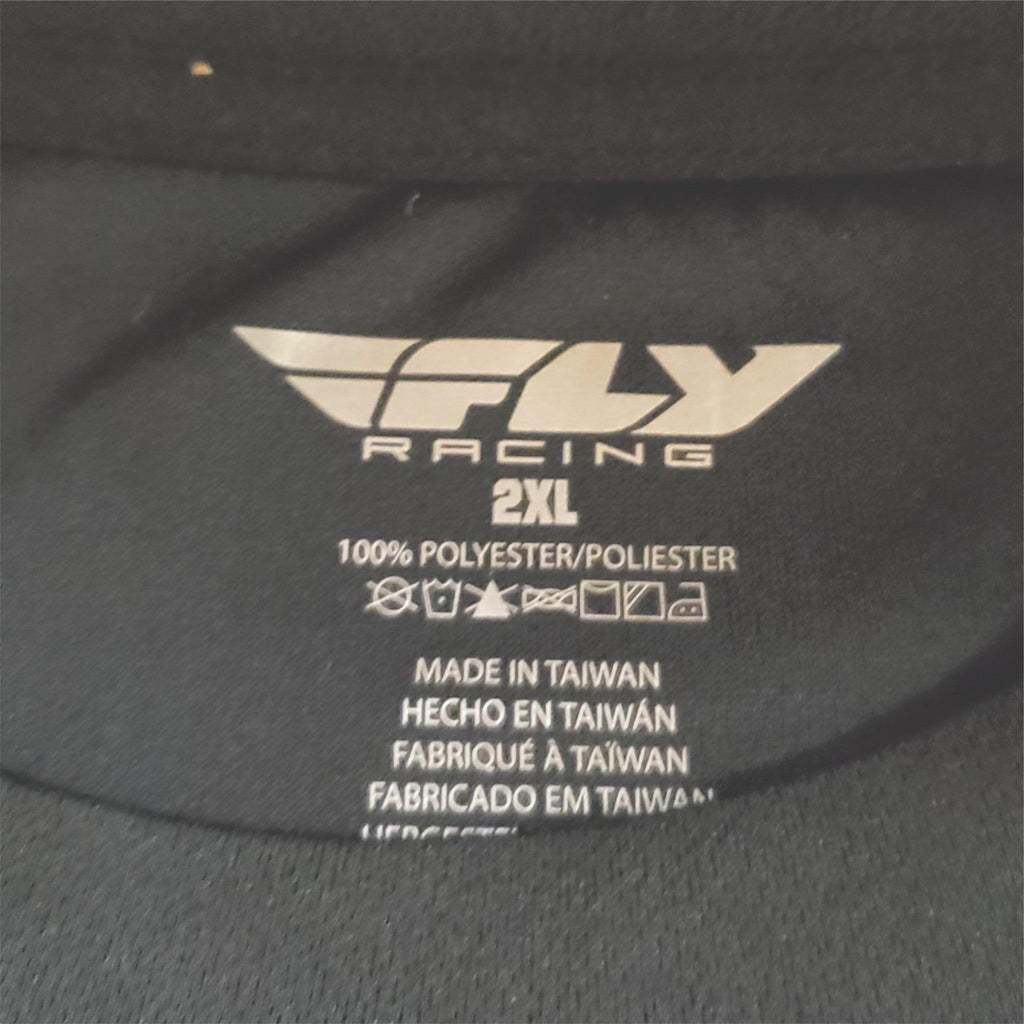 FLY
RACING
2XL
100% POLYESTER/POLIESTER
MADE IN TAIWAN
HECHO EN TAIWÁN
FABRIQUÉ À TAÏWAN
FABRICADO EM TAIWAN